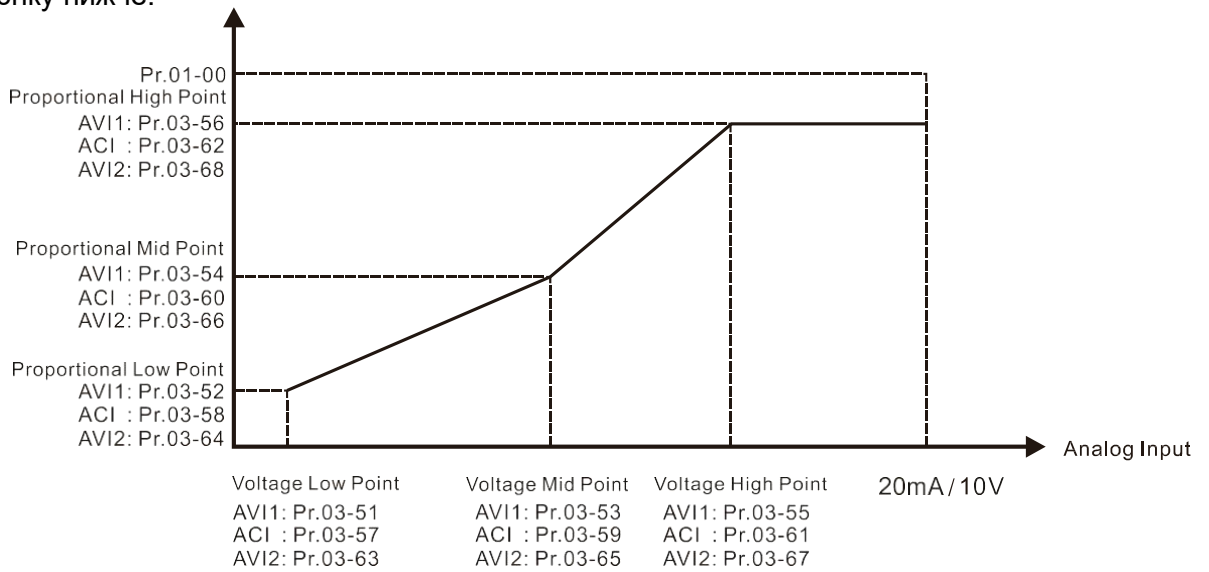 нижче.
Pr.01-00
Proportional High Point
AVI1: Pr.03-56
ACI : Pr.03-62
AVI2: Pr.03-68
Proportional Mid Point
AVI1: Pr.03-54
ACI : Pr.03-60
AVI2: Pr.03-66
Proportional Low Point
AVI1: Pr.03-52
ACI : Pr.03-58
AVI2: Pr.03-64
Analog Input
Voltage Low Point
AVI1: Pr.03-51
ACI : Pr.03-57
AVI2: Pr.03-63
Voltage Mid Point
AVI1: Pr.03-53
ACI : Pr.03-59
AVI2: Pr.03-65
Voltage High Point
AVI1: Pr.03-55
ACI : Pr.03-61
AVI2: Pr.03-67
20mA/10V